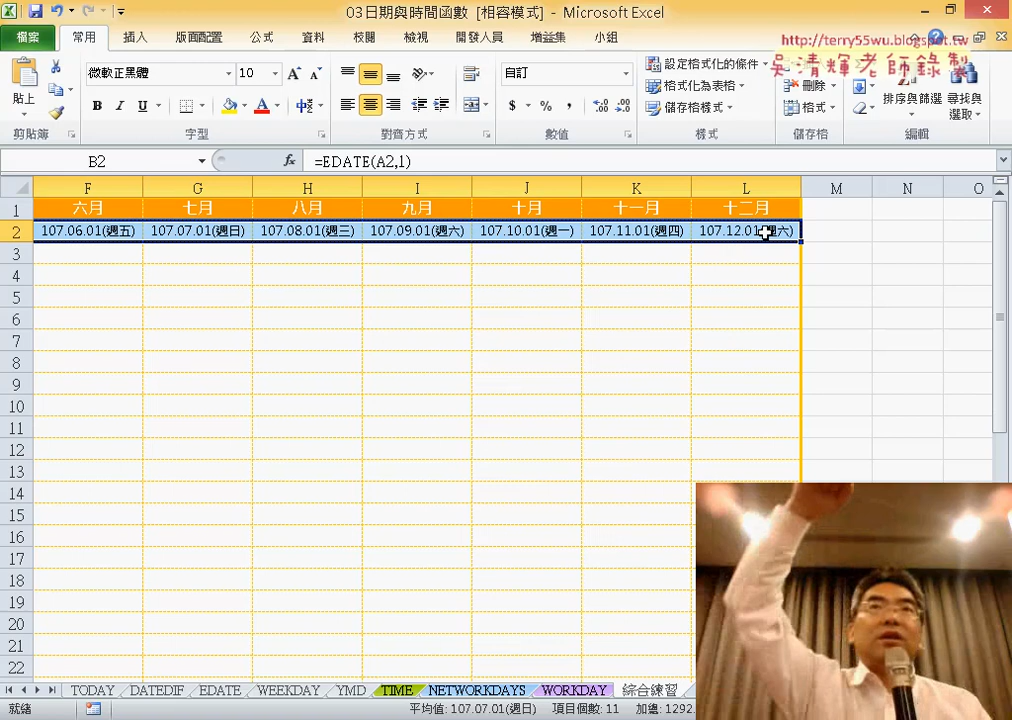 03日期與時間函數 [相容模式] - Microsoft Excel
檔案 常用 插入 版面配置 公式 資料 校閱 檢視 開發人員 增益集 小組
http://terry55wu.blogspot.tw
吳清輝老師錄製
貼上
微軟正黑體 10
自訂
設定格式化的條件
格式化為表格
儲存格樣式
刪除
格式
排序與篩選
尋找與
選取
B I U A 中 $ % ,
剪貼簿 字型 對齊方式 數值 樣式 儲存格 編輯
B2 fx =EDATE(A2,1)
F G H I J K L M N O
1 六月 七月 八月 九月 十月 十一月 十二月
2 107.06.01(週五) 107.07.01(週日) 107.08.01(週三) 107.09.01(週六) 107.10.01(週一) 107.11.01(週四) 107.12.01(週六)
3
4
5
6
7
8
9
10
11
12
13
14
15
16
17
18
19
20
21
22
TODAY DATEDIF EDATE WEEKDAY YMD TIME NETWORKDAYS WORKDAY 綜合練習
就緒 平均值: 107.07.01(週日) 項目個數: 11 加總: 1292.